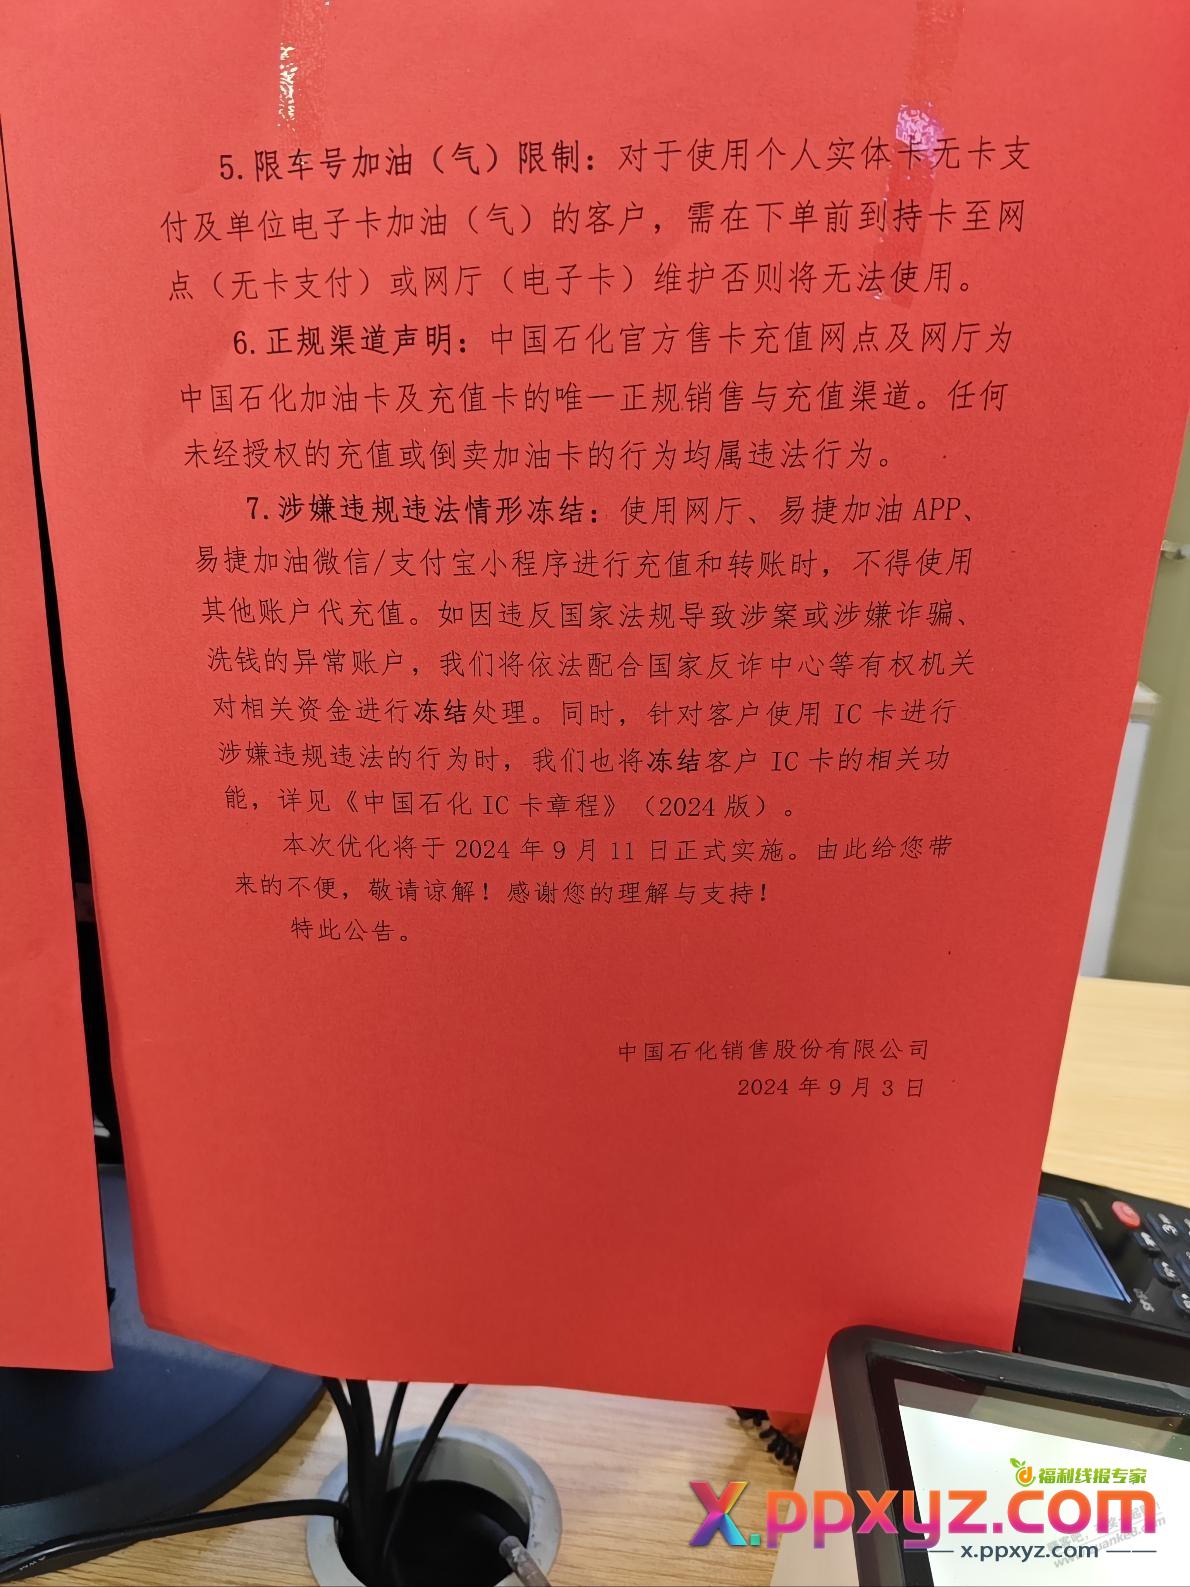 5.限车号加油（气）限制：对于使用个人实体卡无卡支
付及单位电子卡加油（气）的客户，需在下单前到持卡至网
点（无卡支付）或网厅（电子卡）维护否则将无法使用。
6.正规渠道声明：中国石化官方售卡充值网点及网厅为
中国石化加油卡及充值卡的唯一正规销售与充值渠道。任何
未经授权的充值或倒卖加油卡的行为均属违法行为。
7.涉嫌违规违法情形冻结：使用网厅、易捷加油APP、
易捷加油微信/支付宝小程序进行充值和转账时，不得使用
其他账户代充值。如因违反国家法规导致涉案或涉嫌诈骗、
洗钱的异常账户，我们将依法配合国家反诈中心等有权机关
对相关资金进行冻结处理。同时，针对客户使用IC卡进行
涉嫌违规违法的行为时，我们也将冻结客户IC卡的相关功
能，详见《中国石化IC卡章程》（2024版）。
本次优化将于2024年9月11日正式实施。由此给您带
来的不便，敬请谅解！感谢您的理解与支持！
特此公告。
中国石化销售股份有限公司
2024年9月3日
福利线报专家
x.ppxyz.com
x.ppxyz.com